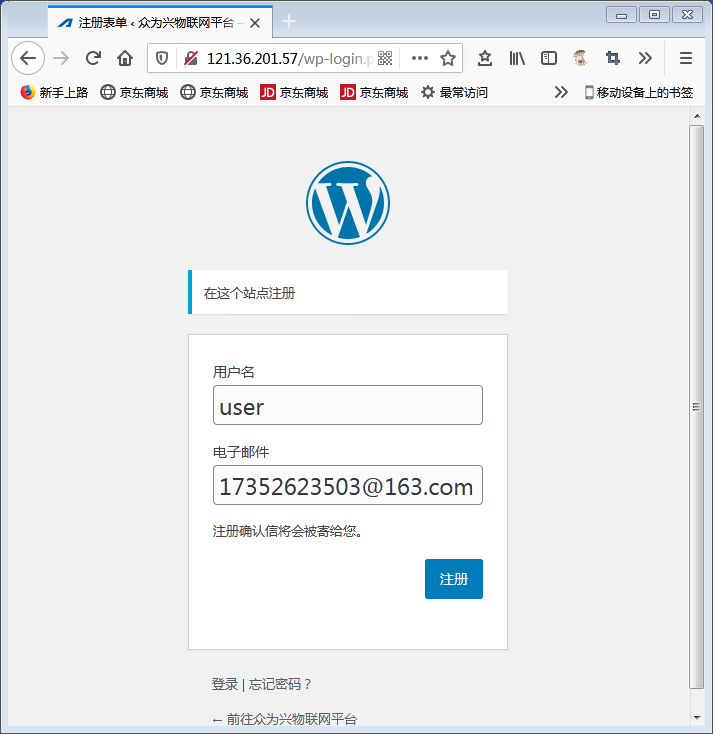 注册表单 ‹ 众为兴物联网平台 –
121.36.201.57/wp-login.p
新手上路 京东商城 京东商城 JD 京东商城 JD 京东商城 最常访问 移动设备上的书签
在这个站点注册
用户名
user
电子邮件
17352623503@163.com
注册确认信将会被寄给您。
注册
登录 | 忘记密码？
← 前往众为兴物联网平台